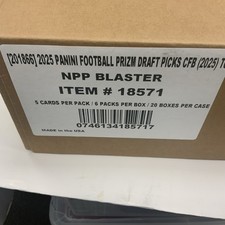 [201866] 2025 PANINI FOOTBALL PRIZM DRAFT PICKS CFB (2025) T
NPP BLASTER
ITEM # 18571
5 CARDS PER PACK / 6 PACKS PER BOX / 20 BOXES PER CASE
0746134185717
MADE in the USA